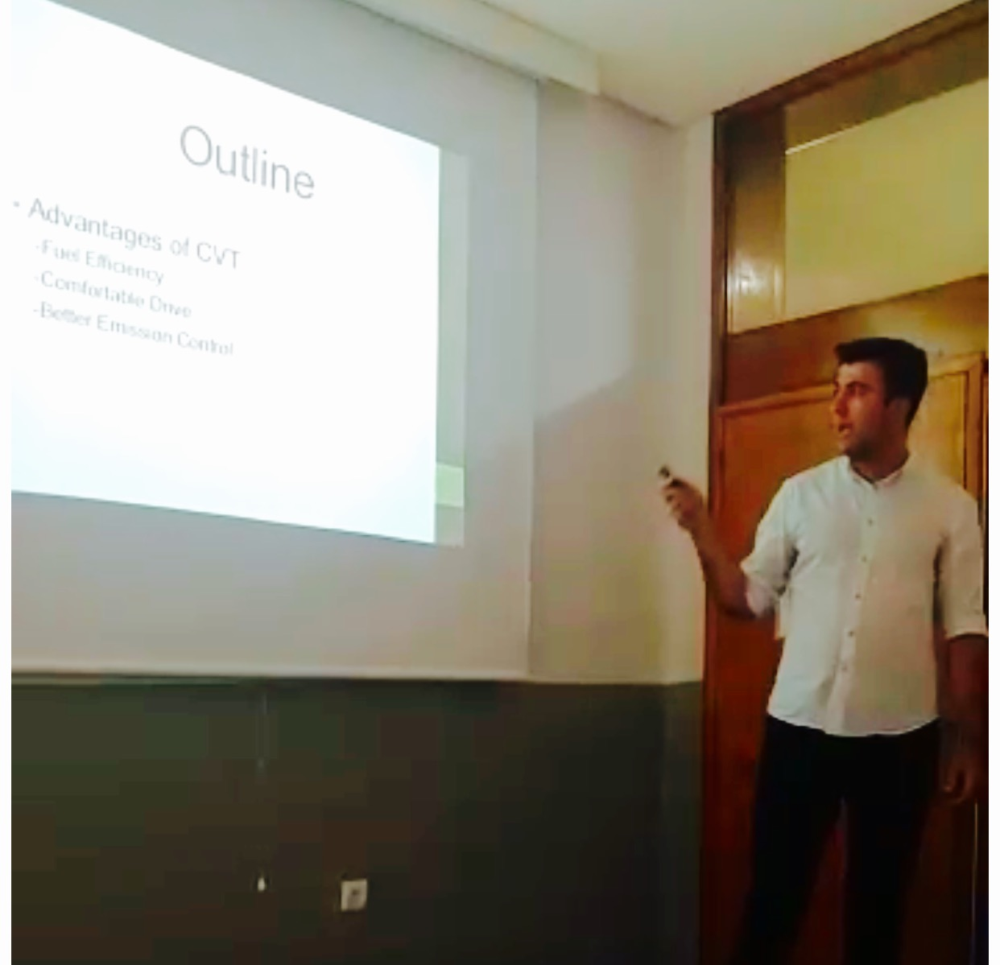 Outline
• Advantages of CVT
-Fuel Efficiency
-Comfortable Drive
-Better Emission Control